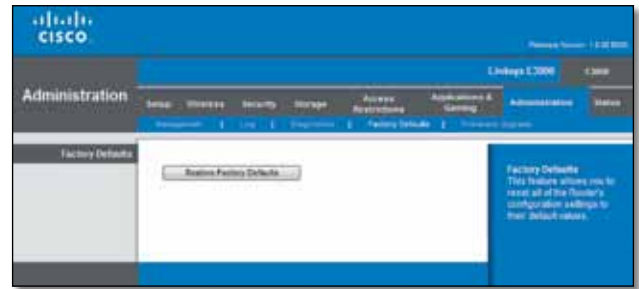 CISCO
Linksys E3000
E3000
Administration
Setup
Wireless
Security
Storage
Access Restrictions
Applications & Gaming
Administration
Status
Management
Log
Diagnostics
Factory Defaults
Firmware Upgrade
Factory Defaults
Restore Factory Defaults
Factory Defaults
This feature allows you to
reset all of the Router's
configuration settings to
their default values.